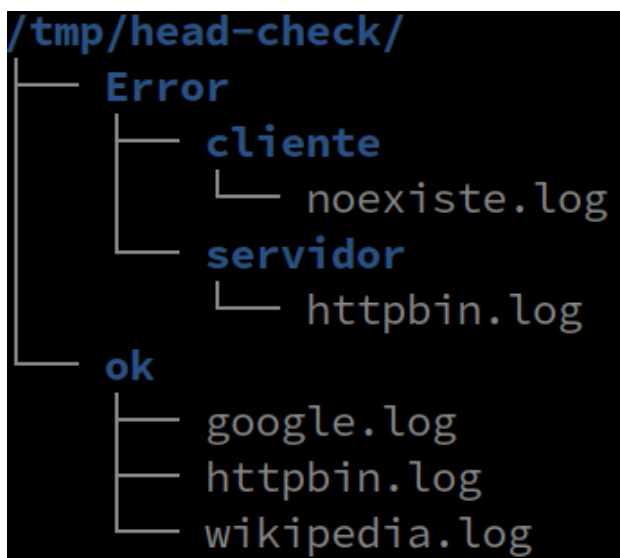 /tmp/head-check/
Error
cliente
noexiste.log
servidor
httpbin.log
ok
google.log
httpbin.log
wikipedia.log